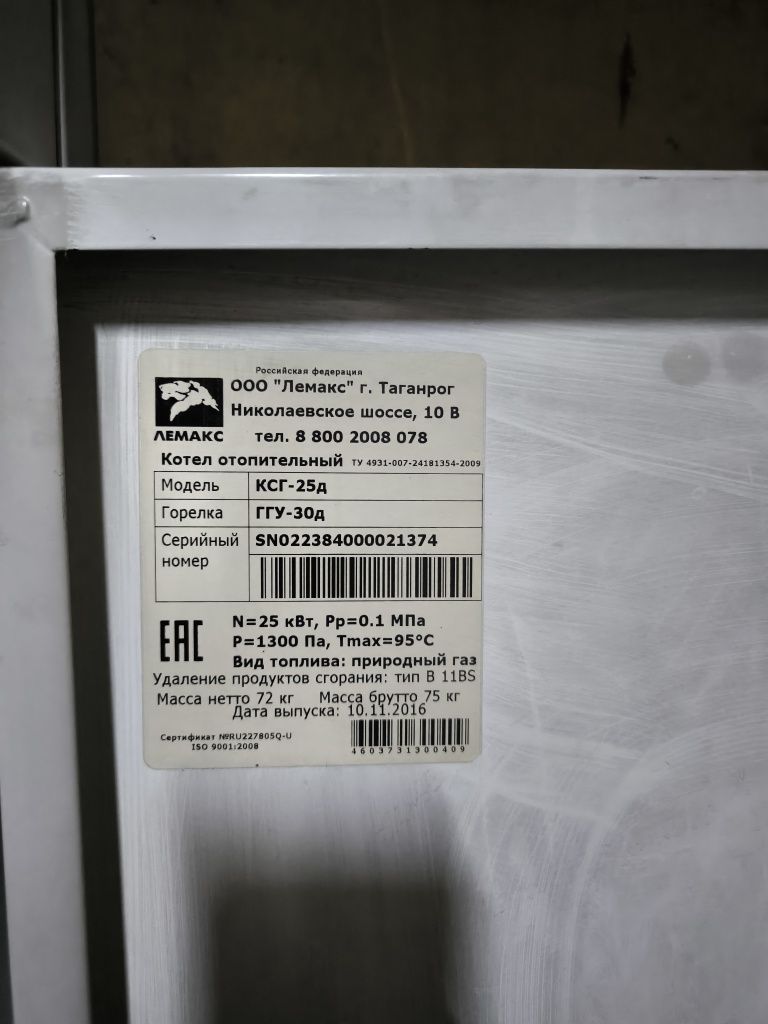 Российская федерация
ООО "Лемакс" г. Таганрог
Николаевское шоссе, 10 В
ЛЕМАКС
тел. 8 800 2008 078
Котел отопительный ТУ 4931-007-24181354-2009
Модель КСГ-25д
Горелка ГГУ-30д
Серийный номер SN022384000021374
EAC
N=25 кВт, Pp=0.1 МПа
P=1300 Па, Tmax=95°C
Вид топлива: природный газ
Удаление продуктов сгорания: тип В 11BS
Масса нетто 72 кг Масса брутто 75 кг
Дата выпуска: 10.11.2016
Сертификат №RU227805Q-U
ISO 9001:2008
4603731300409